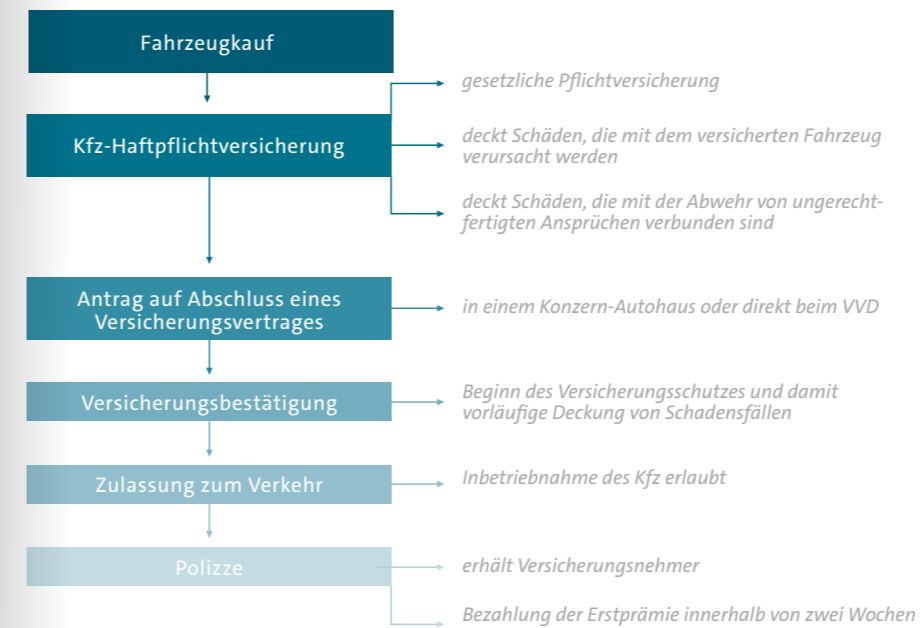 Fahrzeugkauf
gesetzliche Pflichtversicherung
Kfz-Haftpflichtversicherung
deckt Schäden, die mit dem versicherten Fahrzeug
verursacht werden
deckt Schäden, die mit der Abwehr von ungerecht-
fertigten Ansprüchen verbunden sind
Antrag auf Abschluss eines
Versicherungsvertrages
in einem Konzern-Autohaus oder direkt beim VVD
Versicherungsbestätigung
Beginn des Versicherungsschutzes und damit
vorläufige Deckung von Schadensfällen
Zulassung zum Verkehr
Inbetriebnahme des Kfz erlaubt
Polizze
erhält Versicherungsnehmer
Bezahlung der Erstprämie innerhalb von zwei Wochen